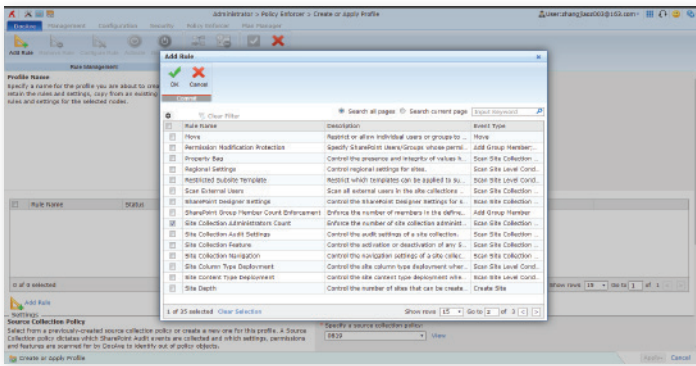 Administrator > Policy Enforcer > Create or Apply Profile
DocAve Management Configuration Security Policy Enforcer Plan Manager
Add Rule
Rule Management
Profile Name
Specify a name for the profile you are about to crea
retain the rules and settings, copy from an existing
rules and settings for the selected nodes.
Rule Name Status
0 of 0 selected
Show rows 15 Go to 1 of 1
Add Rule
Settings
Source Collection Policy
Select from a previously-created source collection policy or create a new one for this profile. A Source
Collection policy dictates which SharePoint Audit events are collected and which settings, permissions
and features are scanned for by DocAve to identify out of policy objects.
Specify a source collection policy:
0819 View
Create or Apply Profile
Apply Cancel
Add Rule
OK Cancel
Commit
Search all pages Search current page Input Keyword
Clear Filter
Rule Name Description Event Type
Move Restrict or allow individual users or groups to ... Move
Permission Modification Protection Specify SharePoint Users/Groups whose permi... Add Group Member;...
Property Bag Control the presence and integrity of values h... Scan Site Collection ...
Regional Settings Control regional settings for sites. Scan Site Level Cond...
Restricted Subsite Template Restrict which templates can be applied to su... Scan Site Level Cond...
Scan External Users Scan all external users in the site collections ... Scan Site Collection ...
SharePoint Designer Settings Control the SharePoint Designer Settings for s... Scan Site Collection ...
SharePoint Group Member Count Enforcement Enforce the number of members in the define... Add Group Member
Site Collection Administrators Count Enforce the number of site collection administ... Scan Site Collection ...
Site Collection Audit Settings Control the audit settings of a site collection. Scan Site Collection ...
Site Collection Feature Control the activation or deactivation of any S... Scan Site Collection ...
Site Collection Navigation Control the navigation settings of a site collec... Scan Site Collection ...
Site Column Type Deployment Control the site column type deployment wher... Scan Site Level Cond...
Site Content Type Deployment Control the site content type deployment whe... Scan Site Level Cond...
Site Depth Control the number of sites that can be create... Create Site
1 of 35 selected Clear Selection Show rows 15 Go to 2 of 3